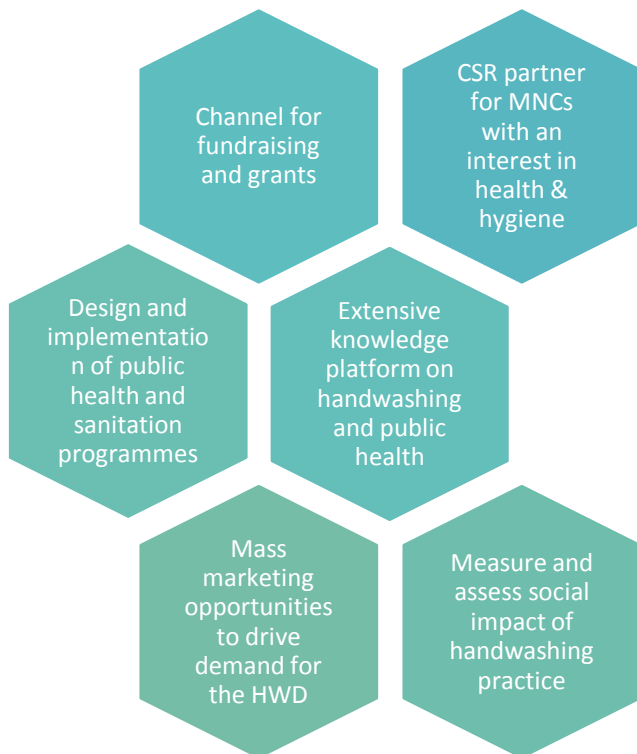 Channel for
fundraising
and grants
CSR partner
for MNCs
with an
interest in
health &
hygiene
Design and
implementatio
n of public
health and
sanitation
programmes
Extensive
knowledge
platform on
handwashing
and public
health
Mass
marketing
opportunities
to drive
demand for
the HWD
Measure and
assess social
impact of
handwashing
practice